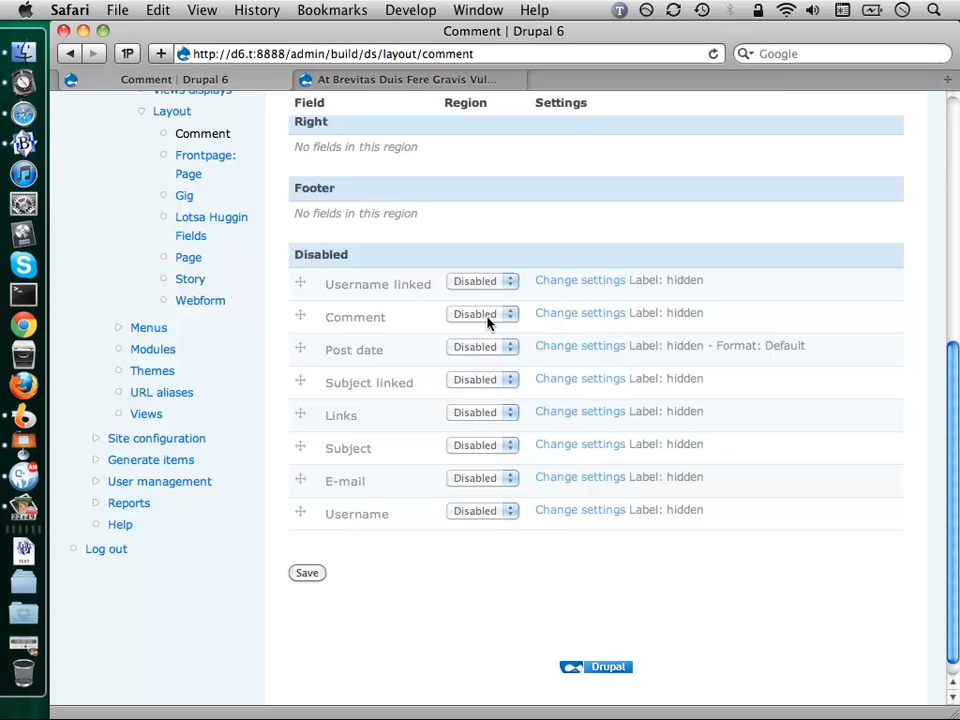 Safari File Edit View History Bookmarks Develop Window Help
Comment | Drupal 6
1P + http://d6.t:8888/admin/build/ds/layout/comment Google
Comment | Drupal 6 At Brevitas Duis Fere Gravis Vul...
Views displays
Layout
Comment
Frontpage:
Page
Gig
Lotsa Huggin
Fields
Page
Story
Webform
Menus
Modules
Themes
URL aliases
Views
Site configuration
Generate items
User management
Reports
Help
Log out
Field Region Settings
Right
No fields in this region
Footer
No fields in this region
Disabled
Username linked Disabled Change settings Label: hidden
Comment Disabled Change settings Label: hidden
Post date Disabled Change settings Label: hidden - Format: Default
Subject linked Disabled Change settings Label: hidden
Links Disabled Change settings Label: hidden
Subject Disabled Change settings Label: hidden
E-mail Disabled Change settings Label: hidden
Username Disabled Change settings Label: hidden
Save
Drupal